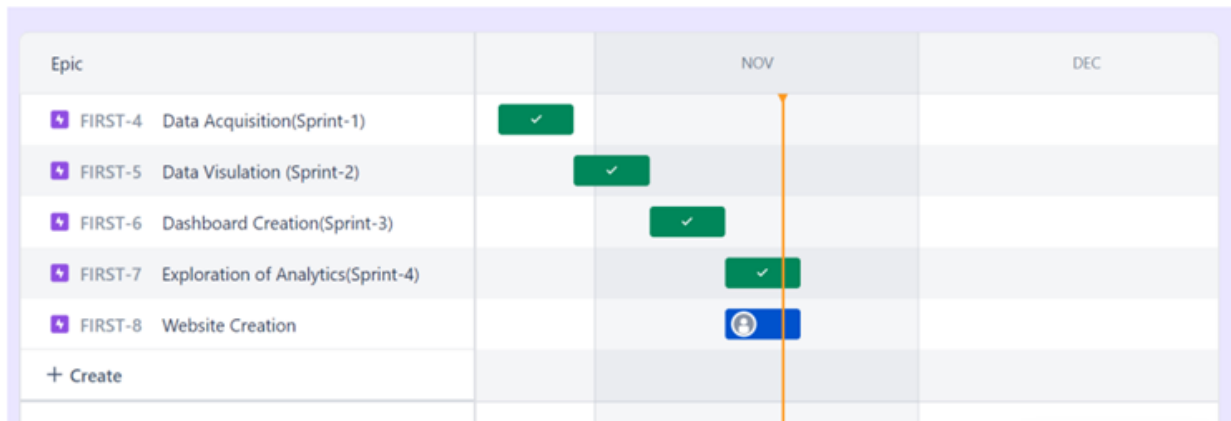 Epic NOV DEC
FIRST-4 Data Acquisition(Sprint-1)
FIRST-5 Data Visulation (Sprint-2)
FIRST-6 Dashboard Creation(Sprint-3)
FIRST-7 Exploration of Analytics(Sprint-4)
FIRST-8 Website Creation
+ Create